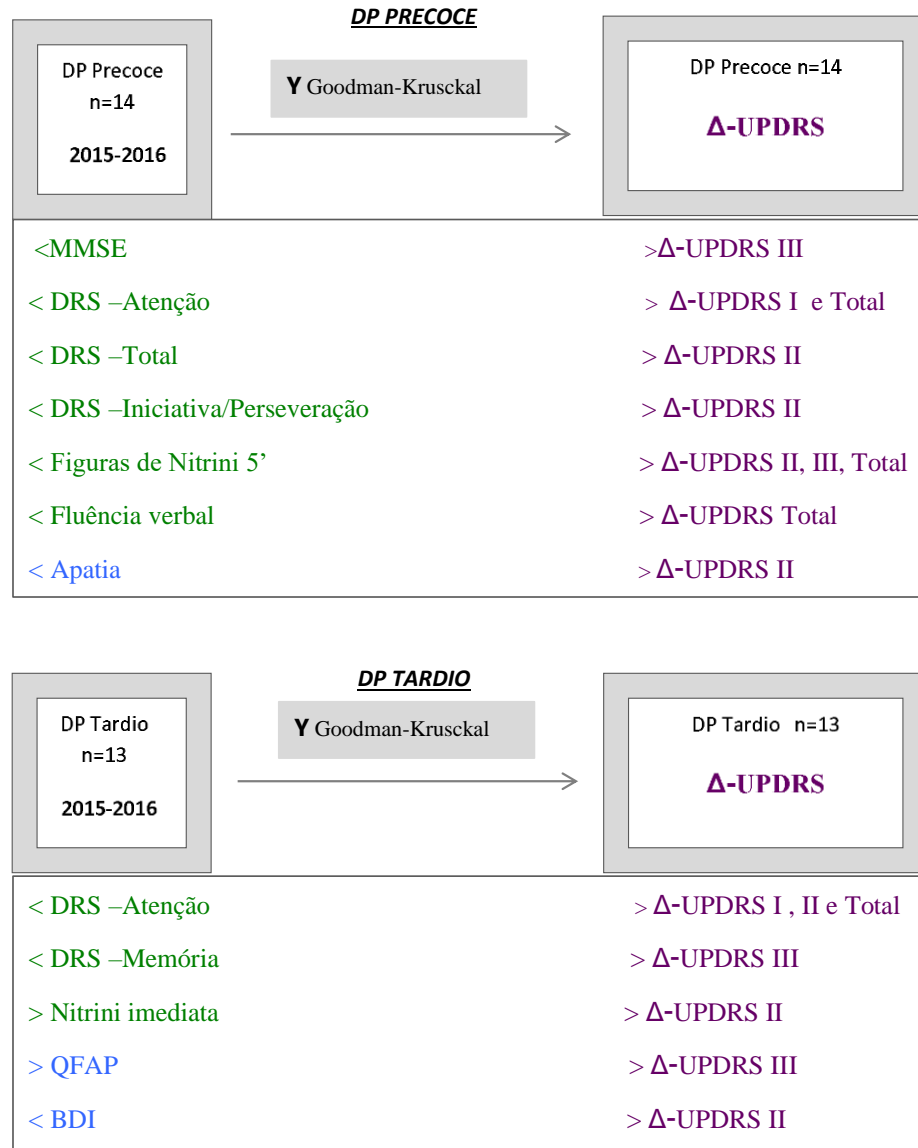 DP PRECOCE
DP Precoce
n=14
2015-2016
Y Goodman-Krusckal
DP Precoce n=14
Δ-UPDRS
<MMSE >Δ-UPDRS III
< DRS –Atenção > Δ-UPDRS I e Total
< DRS –Total > Δ-UPDRS II
< DRS –Iniciativa/Perseveração > Δ-UPDRS II
< Figuras de Nitrini 5’ > Δ-UPDRS II, III, Total
< Fluência verbal > Δ-UPDRS Total
< Apatia > Δ-UPDRS II
DP TARDIO
DP Tardio
n=13
2015-2016
Y Goodman-Krusckal
DP Tardio n=13
Δ-UPDRS
< DRS –Atenção > Δ-UPDRS I , II e Total
< DRS –Memória > Δ-UPDRS III
> Nitrini imediata > Δ-UPDRS II
> QFAP > Δ-UPDRS III
< BDI > Δ-UPDRS II